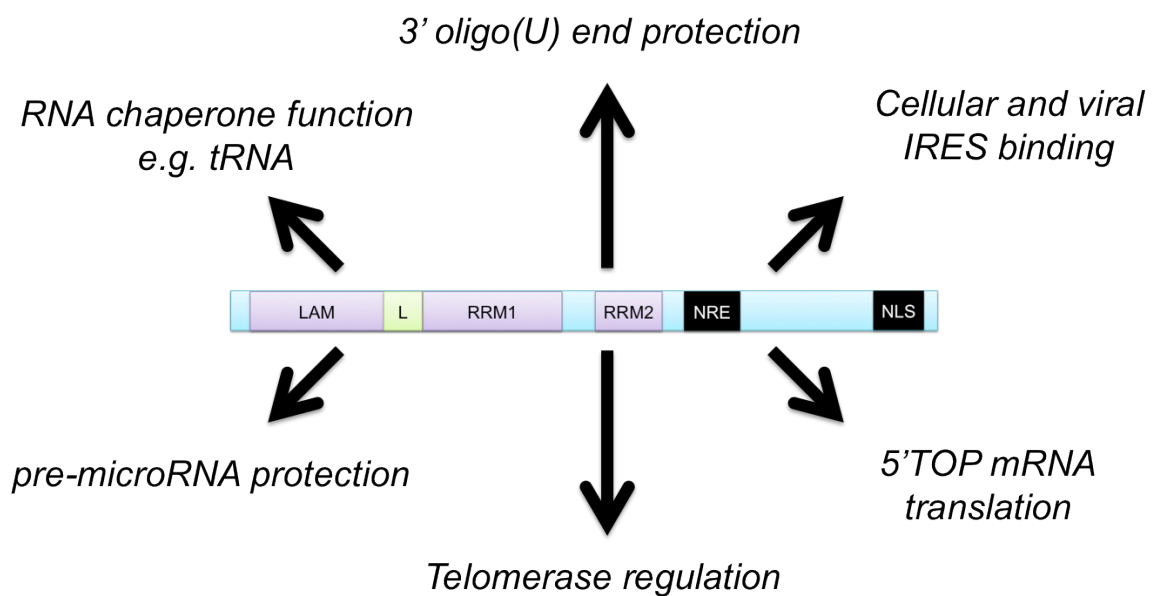 3’ oligo(U) end protection
RNA chaperone function
e.g. tRNA
Cellular and viral
IRES binding
LAM
L
RRM1
RRM2
NRE
NLS
pre-microRNA protection
5’TOP mRNA
translation
Telomerase regulation